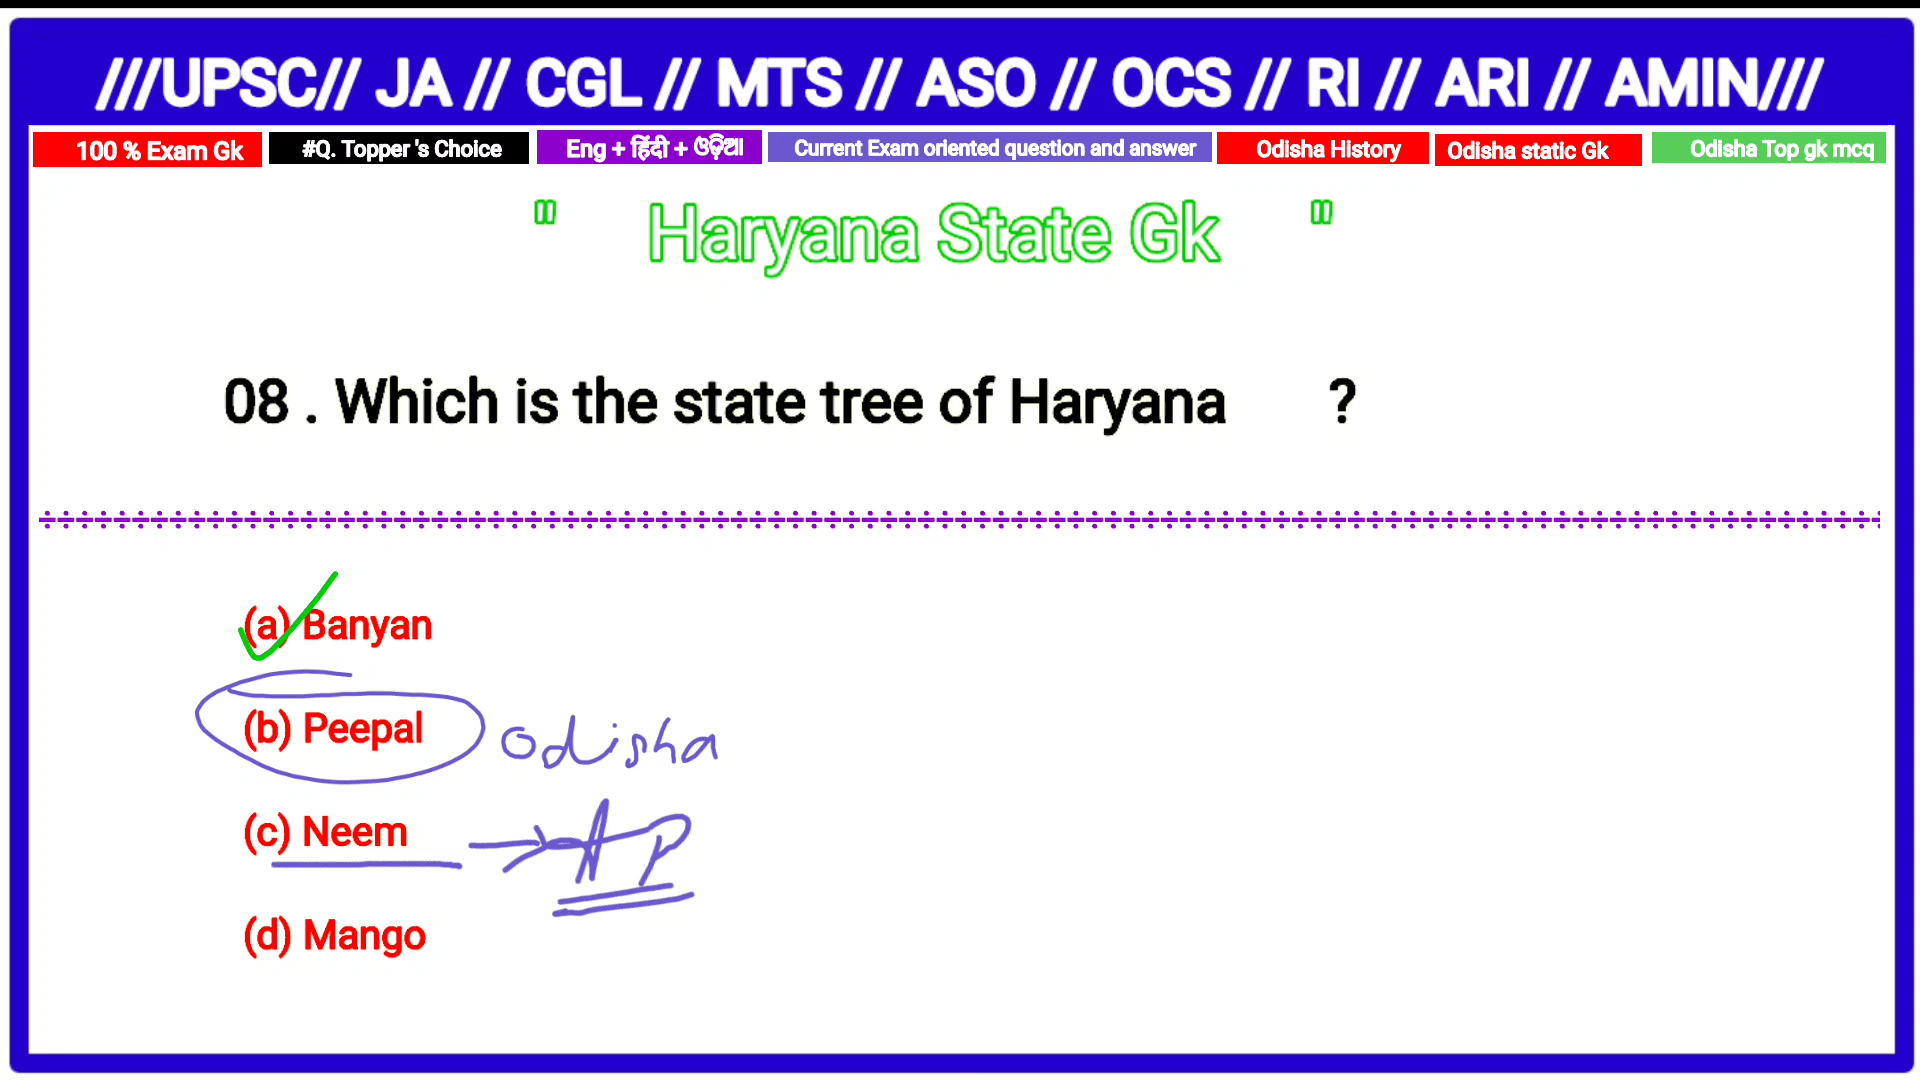 ///UPSC// JA // CGL // MTS // ASO // OCS // RI // ARI // AMIN///
100 % Exam Gk #Q. Topper 's Choice Eng + हिंदी + ଓଡ଼ିଆ Current Exam oriented question and answer Odisha History Odisha static Gk Odisha Top gk mcq
" Haryana State Gk "
08 . Which is the state tree of Haryana ?
(a) Banyan
(b) Peepal Odisha
(c) Neem → AP
(d) Mango